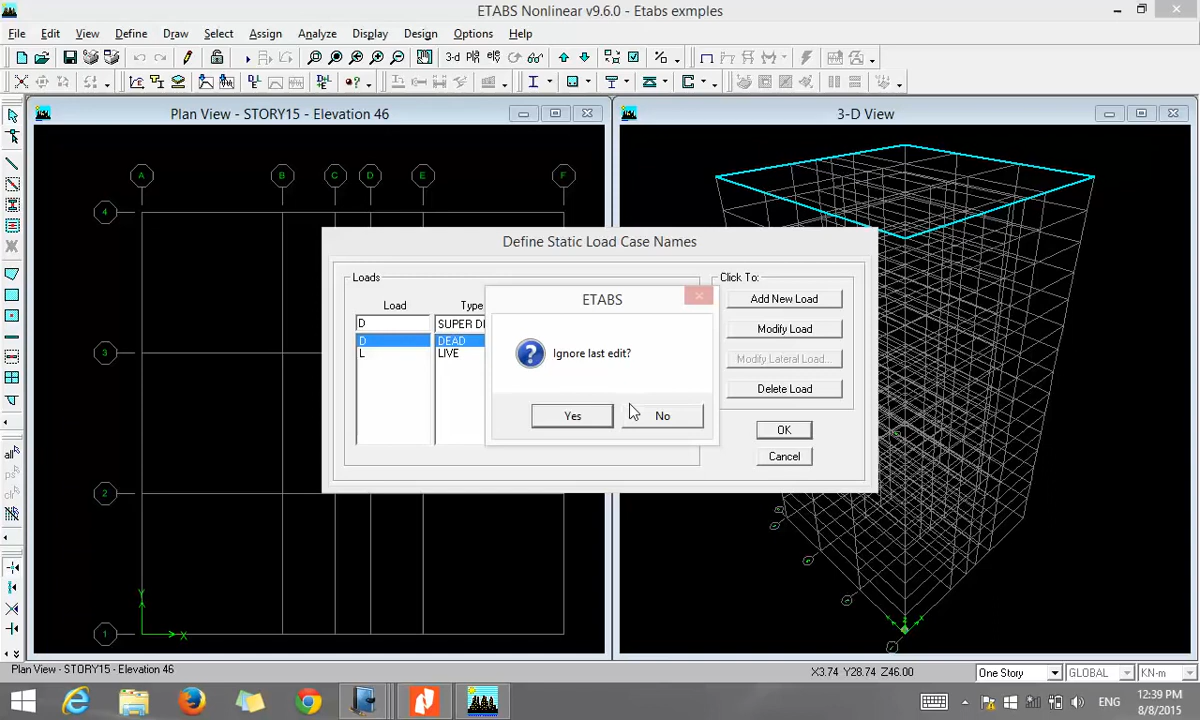 ETABS Nonlinear v9.6.0 - Etabs exmples
File Edit View Define Draw Select Assign Analyze Display Design Options Help
3-d
Plan View - STORY15 - Elevation 46
3-D View
A B C D E F
4
3
2
1
Y
X
Define Static Load Case Names
Loads
Click To:
Load Type
D SUPER DE
D DEAD
L LIVE
Add New Load
Modify Load
Modify Lateral Load...
Delete Load
OK
Cancel
ETABS
Ignore last edit?
Yes No
all
ps
clr
Plan View - STORY15 - Elevation 46
X3.74 Y28.74 Z46.00
One Story
GLOBAL
KN-m
ENG
12:39 PM
8/8/2015